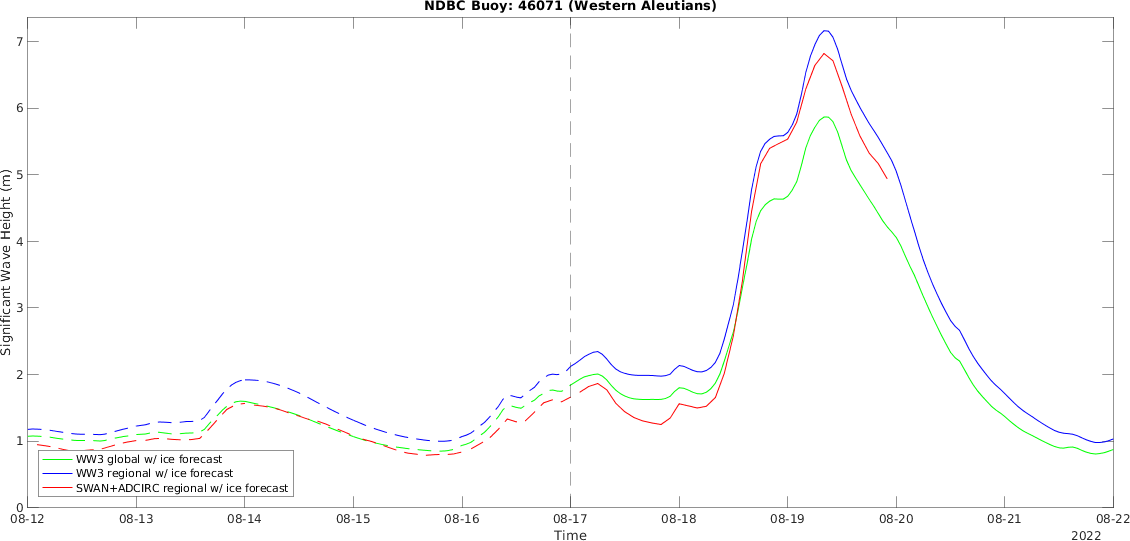 NDBC Buoy: 46071 (Western Aleutians)
7
6
5
4
3
2
1
0
Significant Wave Height (m)
WW3 global w/ ice forecast
WW3 regional w/ ice forecast
SWAN+ADCIRC regional w/ ice forecast
08-12 08-13 08-14 08-15 08-16 08-17 08-18 08-19 08-20 08-21 08-22
Time
2022